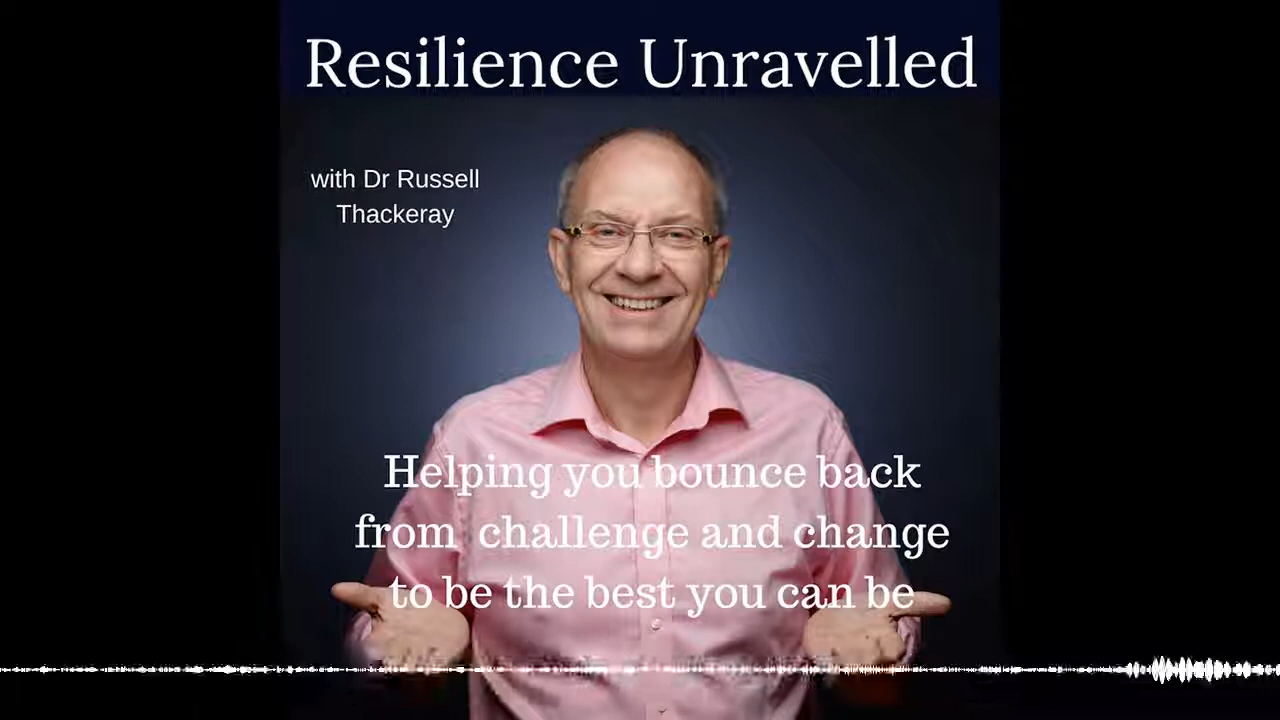 Resilience Unravelled
with Dr Russell
Thackeray
Helping you bounce back
from challenge and change
to be the best you can be